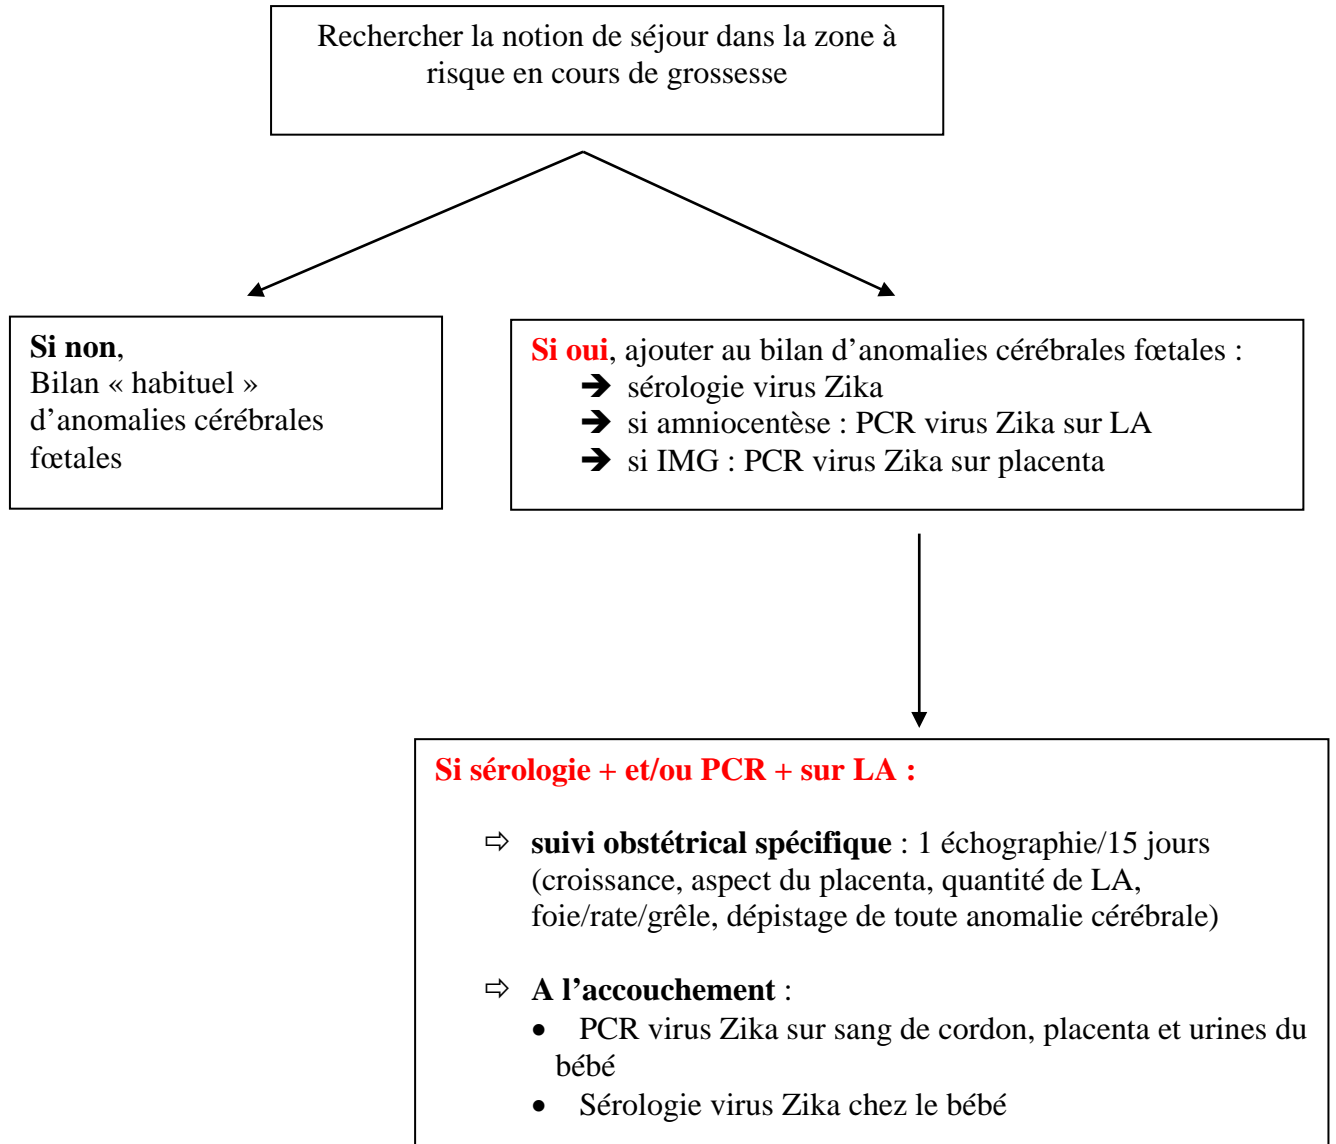 Rechercher la notion de séjour dans la zone à
risque en cours de grossesse
Si non,
Bilan « habituel »
d’anomalies cérébrales
fœtales
Si oui, ajouter au bilan d’anomalies cérébrales fœtales :
➔ sérologie virus Zika
➔ si amniocentèse : PCR virus Zika sur LA
➔ si IMG : PCR virus Zika sur placenta
Si sérologie + et/ou PCR + sur LA :
⇨ suivi obstétrical spécifique : 1 échographie/15 jours
(croissance, aspect du placenta, quantité de LA,
foie/rate/grêle, dépistage de toute anomalie cérébrale)
⇨ A l’accouchement :
• PCR virus Zika sur sang de cordon, placenta et urines du
bébé
• Sérologie virus Zika chez le bébé